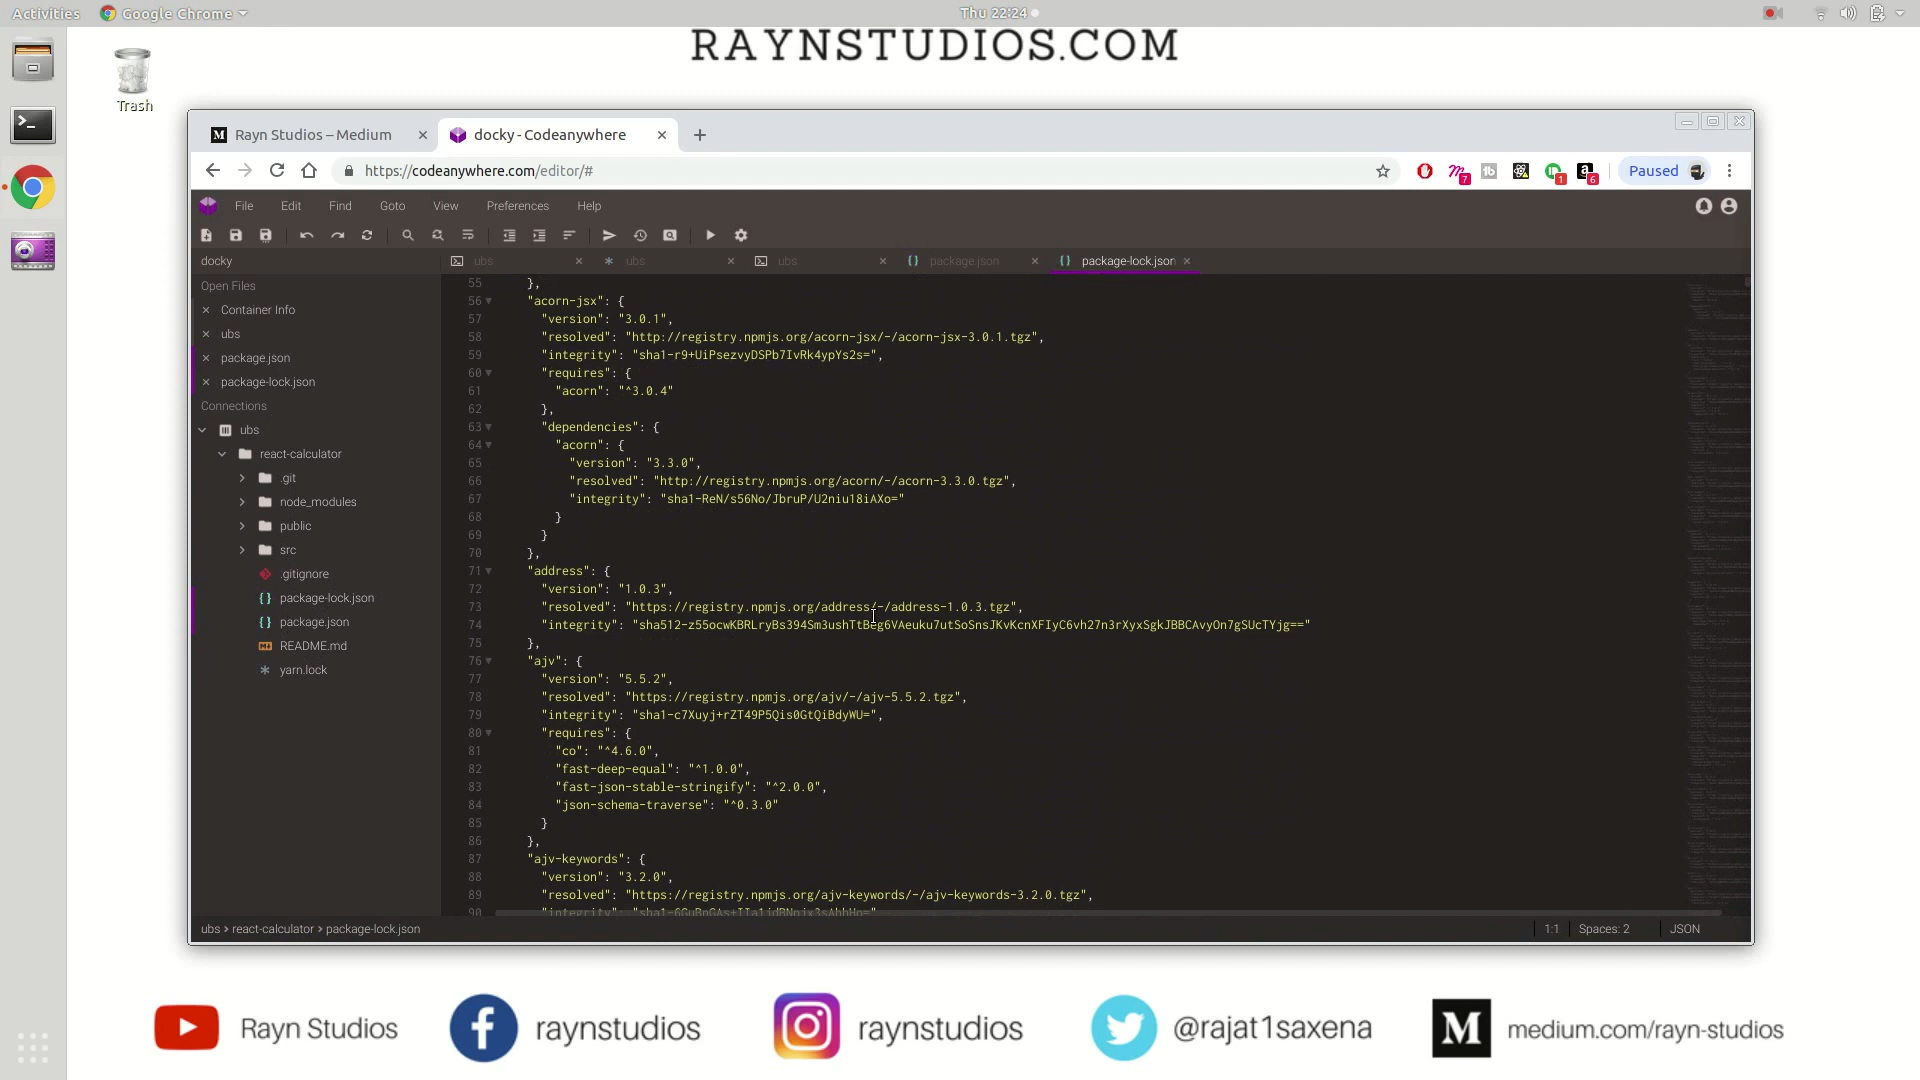 Activities
Google Chrome
Thu 22:24
RAYNSTUDIOS.COM
Trash
Rayn Studios – Medium
docky - Codeanywhere
https://codeanywhere.com/editor/#
7
1
6
Paused
File Edit Find Goto View Preferences Help
docky
ubs
ubs
ubs
package.json
package-lock.json
Open Files
Container Info
ubs
package.json
package-lock.json
Connections
ubs
react-calculator
.git
node_modules
public
src
.gitignore
package-lock.json
package.json
README.md
yarn.lock
55 },
56 "acorn-jsx": {
57 "version": "3.0.1",
58 "resolved": "http://registry.npmjs.org/acorn-jsx/-/acorn-jsx-3.0.1.tgz",
59 "integrity": "sha1-r9+UiPsezvyDSPb7IvRk4ypYs2s=",
60 "requires": {
61 "acorn": "^3.0.4"
62 },
63 "dependencies": {
64 "acorn": {
65 "version": "3.3.0",
66 "resolved": "http://registry.npmjs.org/acorn/-/acorn-3.3.0.tgz",
67 "integrity": "sha1-ReN/s56No/JbruP/U2niu18iAXo="
68 }
69 }
70 },
71 "address": {
72 "version": "1.0.3",
73 "resolved": "https://registry.npmjs.org/address/-/address-1.0.3.tgz",
74 "integrity": "sha512-z55ocwKBRLryBs394Sm3ushTtBeg6VAeuku7utSoSnsJKvKcnXFIyC6vh27n3rXyxSgkJBBCAvyOn7gSUcTYjg=="
75 },
76 "ajv": {
77 "version": "5.5.2",
78 "resolved": "https://registry.npmjs.org/ajv/-/ajv-5.5.2.tgz",
79 "integrity": "sha1-c7Xuyj+rZT49P5Qis0GtQiBdyWU=",
80 "requires": {
81 "co": "^4.6.0",
82 "fast-deep-equal": "^1.0.0",
83 "fast-json-stable-stringify": "^2.0.0",
84 "json-schema-traverse": "^0.3.0"
85 }
86 },
87 "ajv-keywords": {
88 "version": "3.2.0",
89 "resolved": "https://registry.npmjs.org/ajv-keywords/-/ajv-keywords-3.2.0.tgz",
90 "integrity":
ubs > react-calculator > package-lock.json
1:1
Spaces: 2
JSON
Rayn Studios
raynstudios
raynstudios
@rajat1saxena
medium.com/rayn-studios